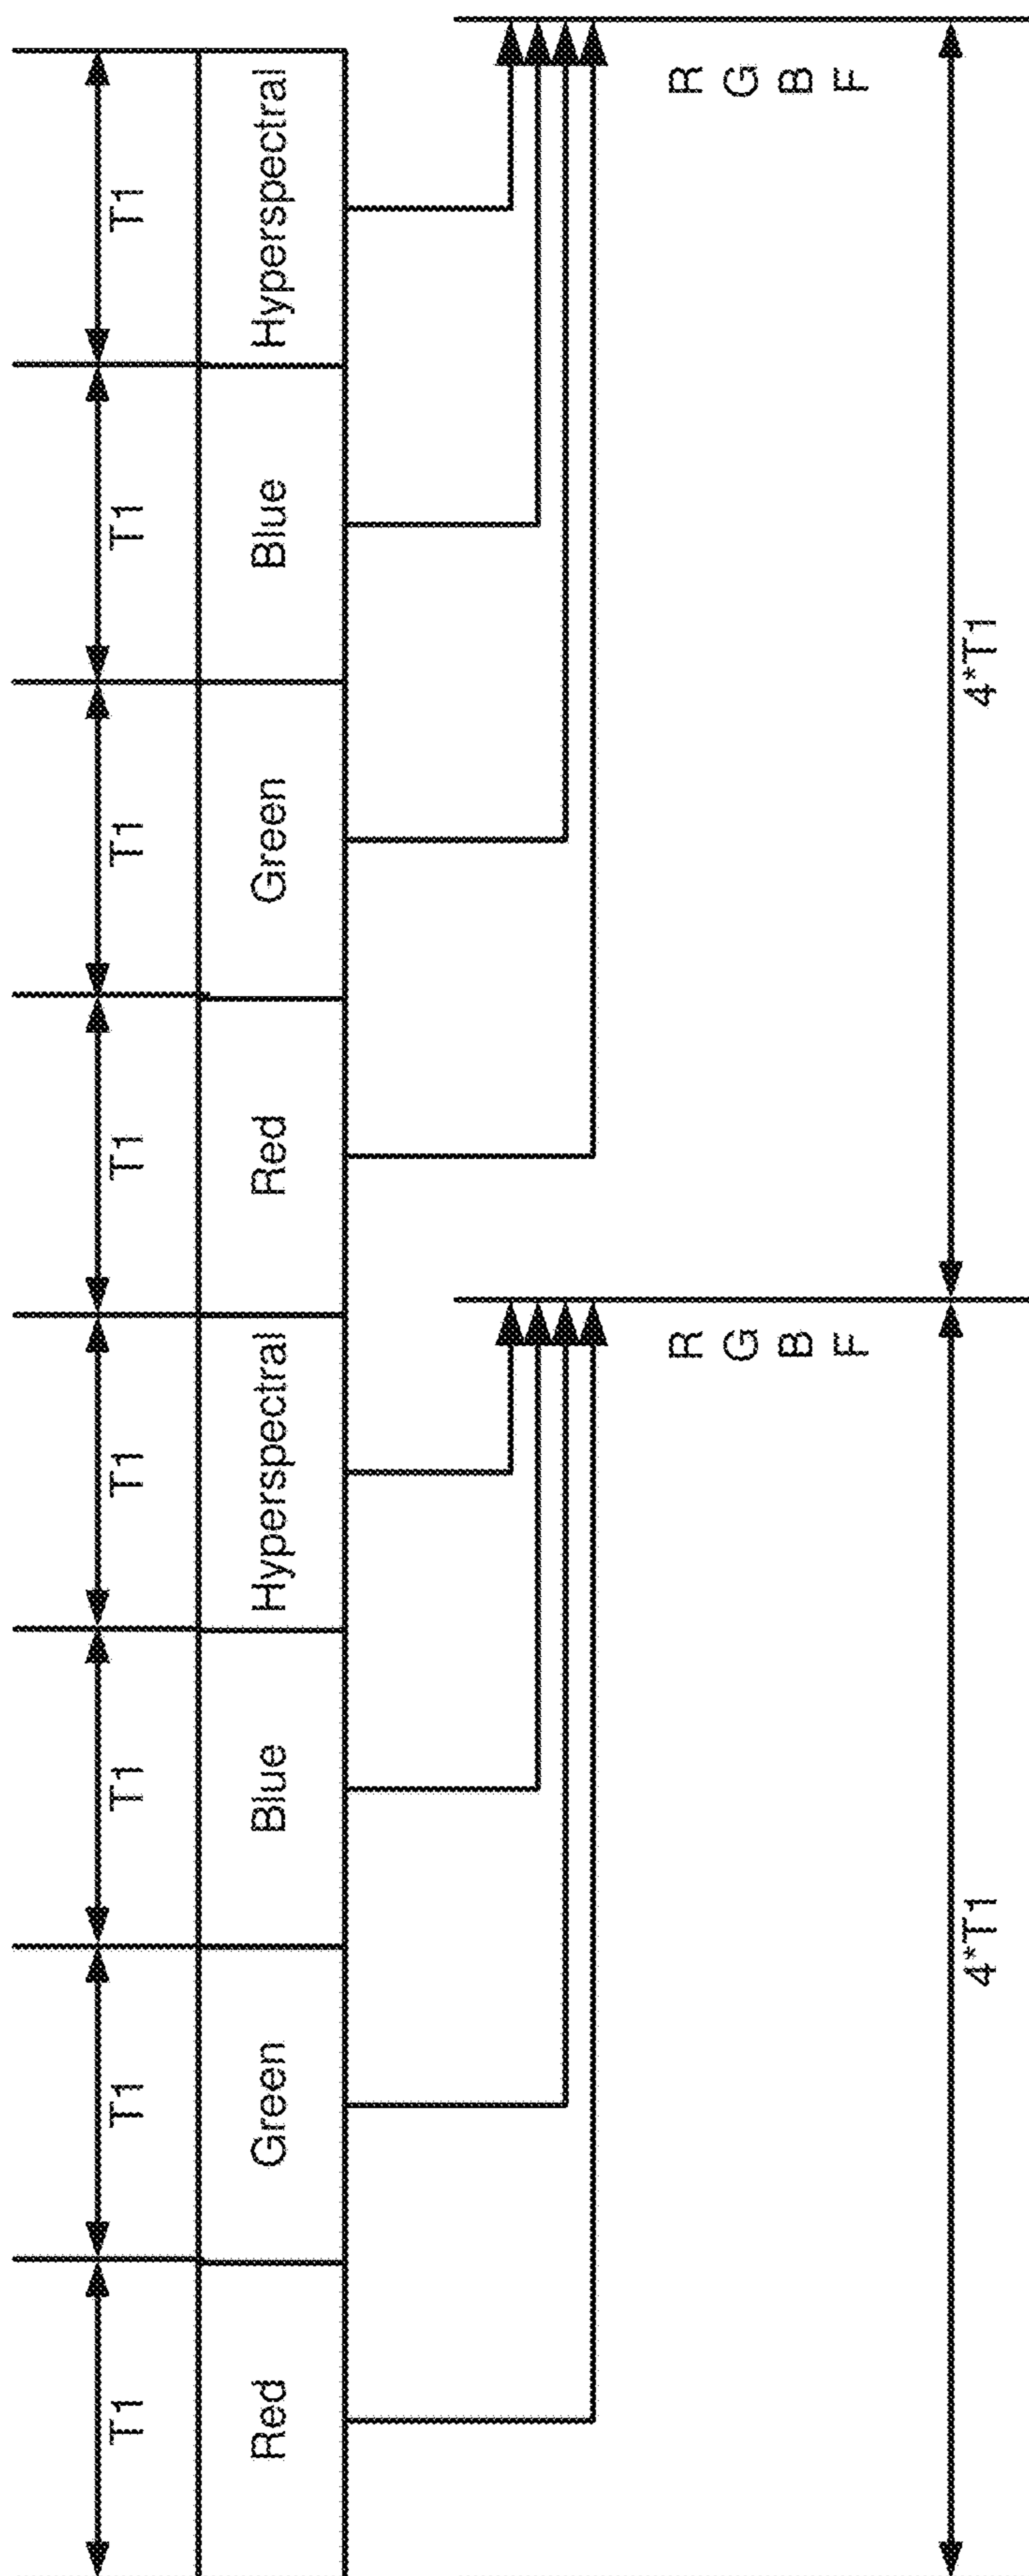 T1 T1 T1 T1 T1 T1 T1 T1
Red Green Blue Hyperspectral Red Green Blue Hyperspectral
R R
G G
B B
F F
4*T1 4*T1